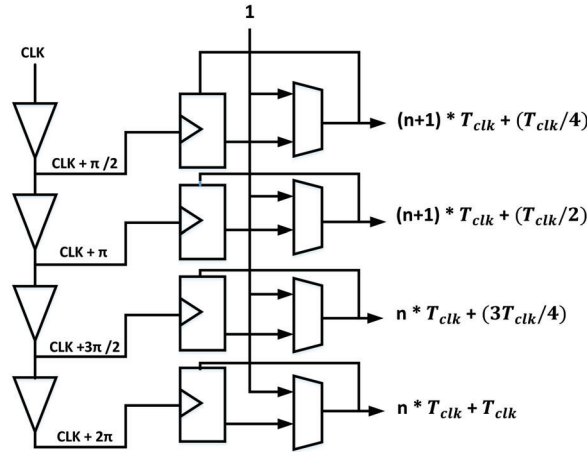 1
CLK
(n+1) * T_clk + (T_clk/4)
CLK + π /2
(n+1) * T_clk + (T_clk/2)
CLK + π
n * T_clk + (3T_clk/4)
CLK +3π /2
n * T_clk + T_clk
CLK + 2π